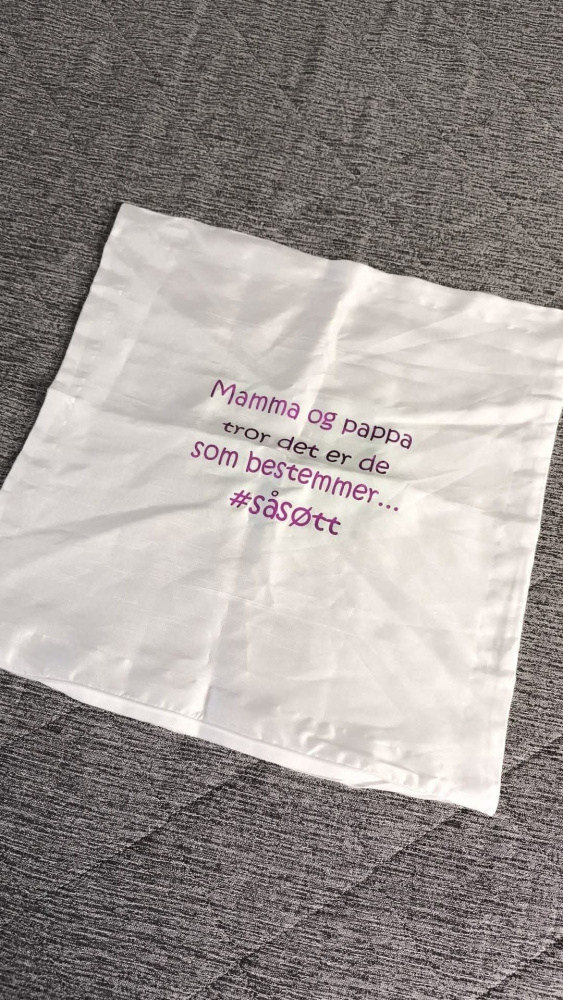 Mamma og pappa
tror det er de
som bestemmer...
#såsøtt